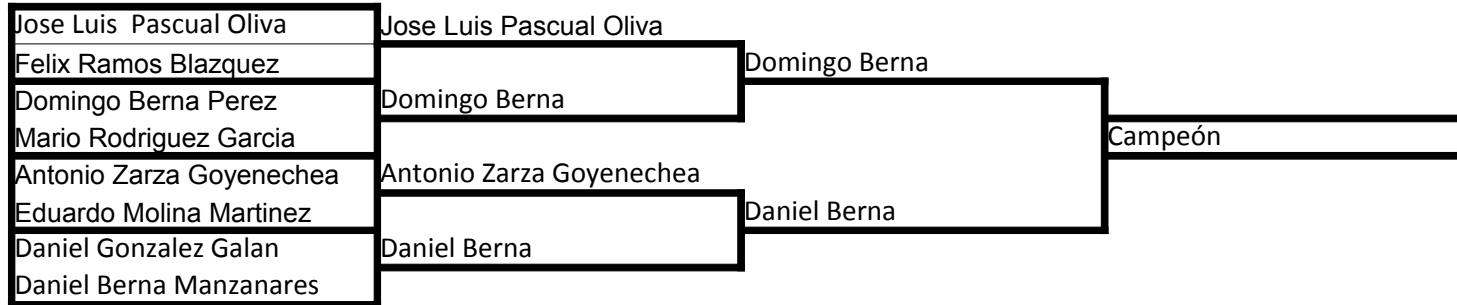 Jose Luis  Pascual Oliva
Jose Luis Pascual Oliva
Felix Ramos Blazquez
Domingo Berna
Domingo Berna Perez
Domingo Berna
Mario Rodriguez Garcia
Campeón
Antonio Zarza Goyenechea
Antonio Zarza Goyenechea
Eduardo Molina Martinez
Daniel Berna
Daniel Gonzalez Galan
Daniel Berna
Daniel Berna Manzanares